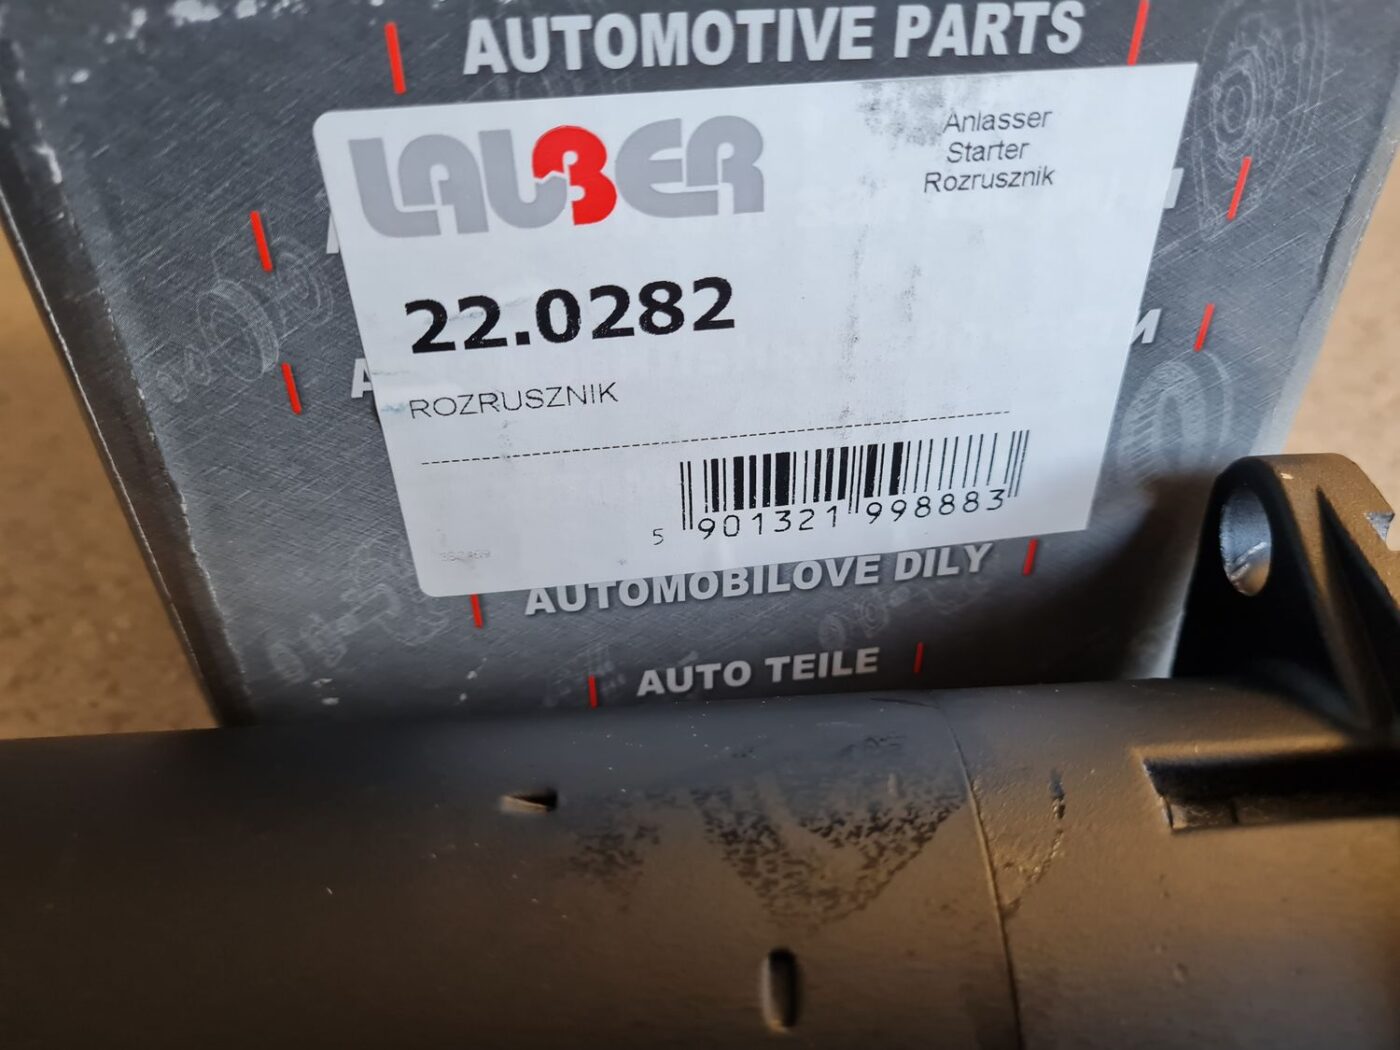 AUTOMOTIVE PARTS
LAUBER
Anlasser
Starter
Rozrusznik
22.0282
ROZRUSZNIK
5 901321 998883
AUTOMOBILOVE DILY
AUTO TEILE